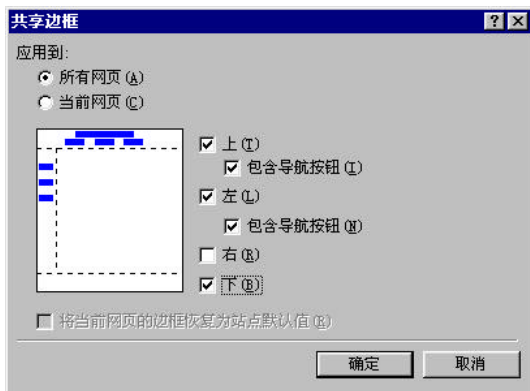 共享边框
应用到:
所有网页(A)
当前网页(C)
上(T)
包含导航按钮(I)
左(L)
包含导航按钮(N)
右(R)
下(B)
将当前网页的边框恢复为站点默认值(R)
确定 取消